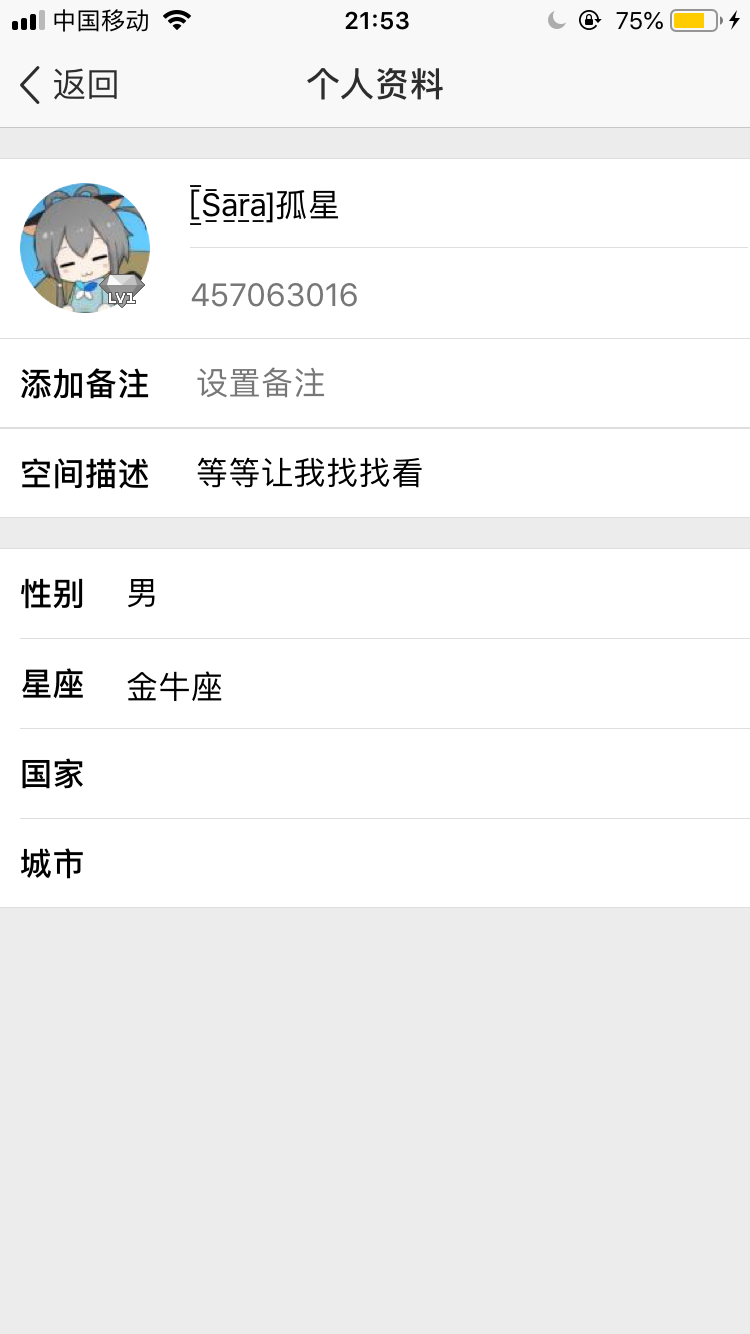 中国移动 21:53 75%
返回 个人资料
[̲̅S̲̅a̲̅r̲̅a̲̅]孤星
LV1
457063016
添加备注 设置备注
空间描述 等等让我找找看
性别 男
星座 金牛座
国家
城市